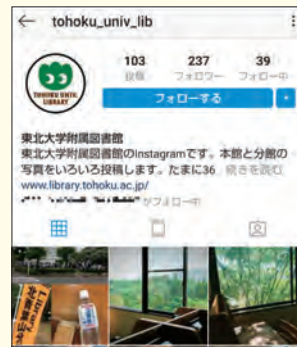 tohoku_univ_lib
103 237 39
投稿 フォロワー フォロー中
TOHOKU UNIV.
LIBRARY
フォローする
東北大学附属図書館
東北大学附属図書館のInstagramです。本館と分館の
写真をいろいろ投稿します。たまに36 続きを読む
www.library.tohoku.ac.jp/
がフォロー中
Library